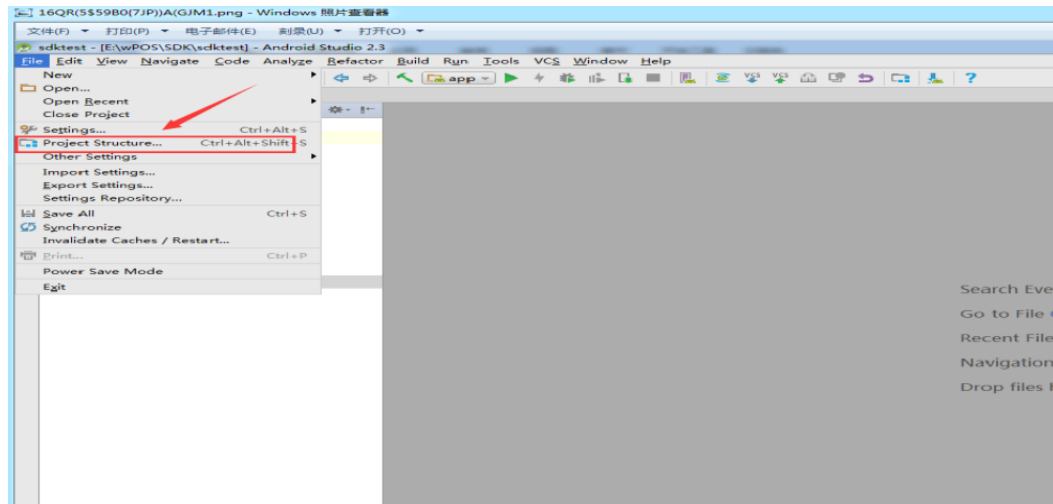 16QR(5$59B0(7JP))A(GJM1.png - Windows 照片查看器
文件(F) 打印(P) 电子邮件(E) 刻录(U) 打开(O)
sdktest - [E:\wPOS\SDK\sdktest] - Android Studio 2.3
File Edit View Navigate Code Analyze Refactor Build Run Tools VCS Window Help
New
app
Open...
Open Recent
Close Project
Settings... Ctrl+Alt+S
Project Structure... Ctrl+Alt+Shift+S
Other Settings
Import Settings...
Export Settings...
Settings Repository...
Save All Ctrl+S
Synchronize
Invalidate Caches / Restart...
Print... Ctrl+P
Power Save Mode
Exit
Search Eve
Go to File
Recent File
Navigation
Drop files